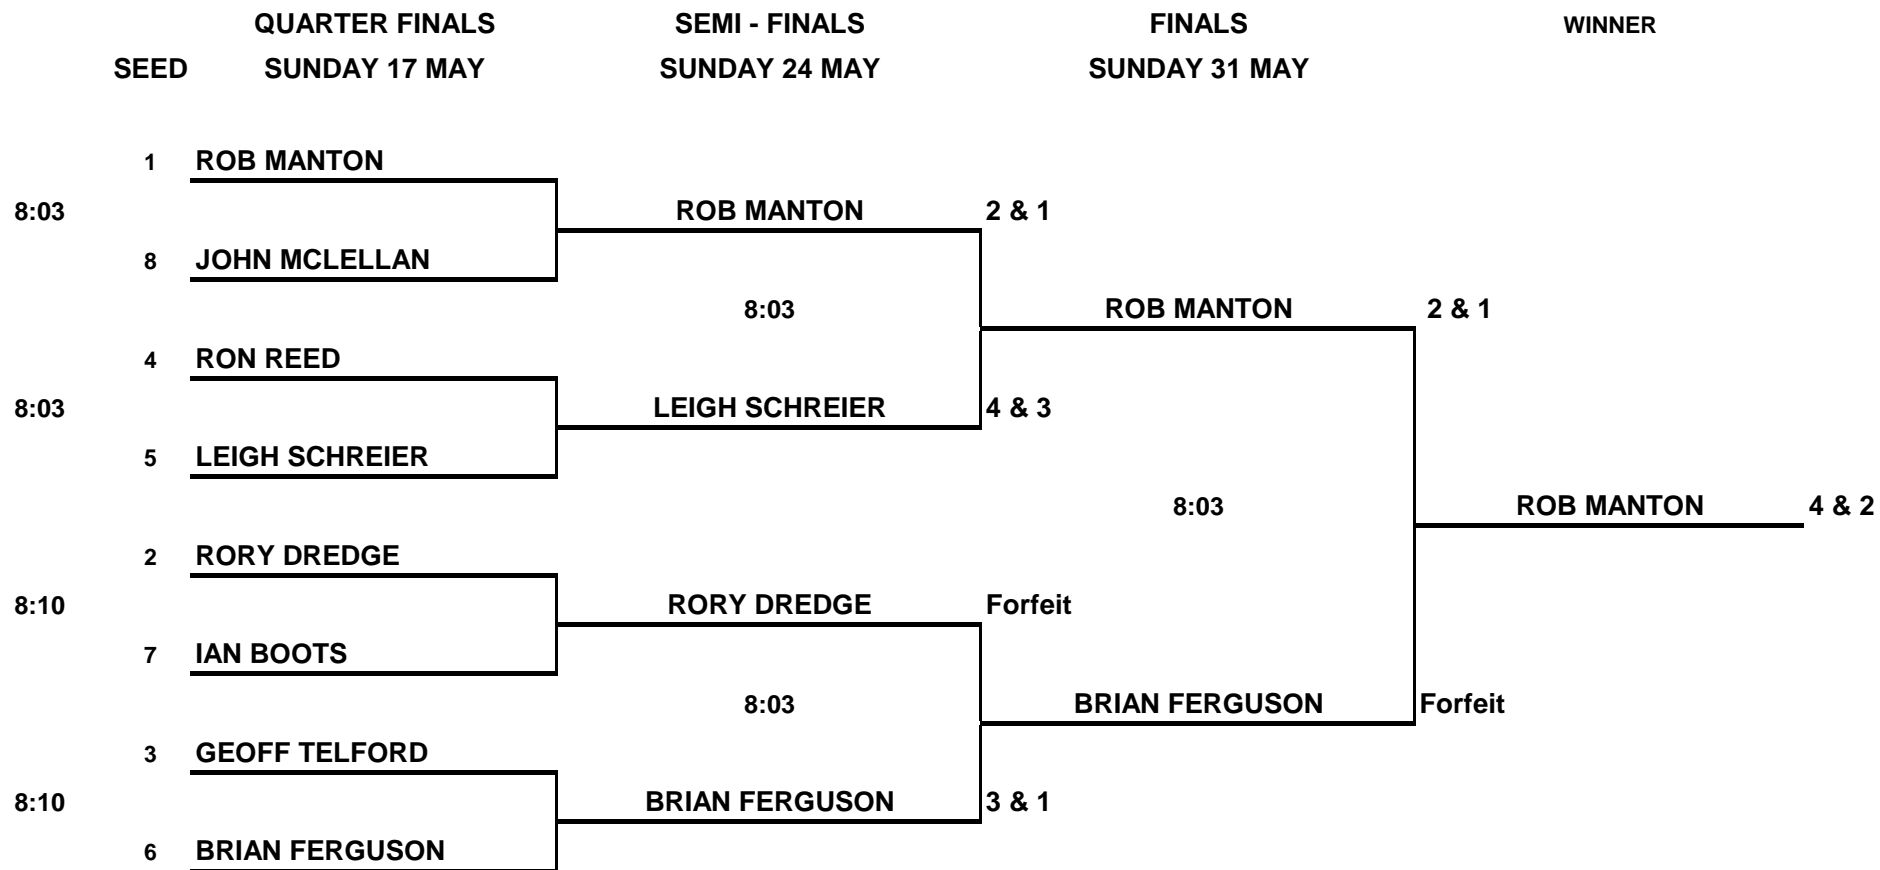 QUARTER FINALS SEMI - FINALS FINALS WINNER
SEED SUNDAY 17 MAY SUNDAY 24 MAY SUNDAY 31 MAY
1 ROB MANTON
8:03 ROB MANTON 2 & 1
8 JOHN MCLELLAN
8:03 ROB MANTON 2 & 1
4 RON REED
8:03 LEIGH SCHREIER 4 & 3
5 LEIGH SCHREIER
8:03 ROB MANTON 4 & 2
2 RORY DREDGE
8:10 RORY DREDGE Forfeit
7 IAN BOOTS
8:03 BRIAN FERGUSON Forfeit
3 GEOFF TELFORD
8:10 BRIAN FERGUSON 3 & 1
6 BRIAN FERGUSON